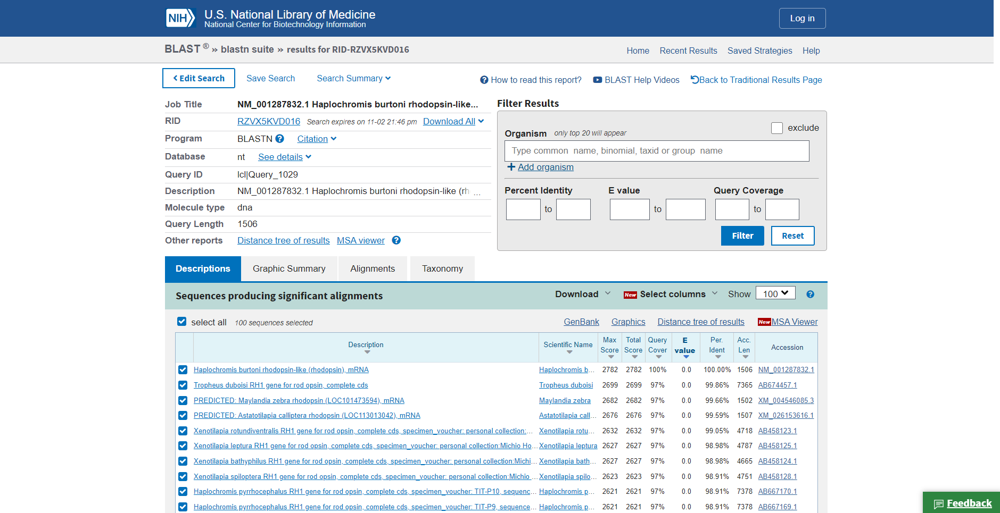 NIH U.S. National Library of Medicine
National Center for Biotechnology Information
Log in
BLAST ® » blastn suite » results for RID-RZVX5KVD016
Home Recent Results Saved Strategies Help
Edit Search Save Search Search Summary How to read this report? BLAST Help Videos Back to Traditional Results Page
Job Title NM_001287832.1 Haplochromis burtoni rhodopsin-like...
RID RZVX5KVD016 Search expires on 11-02 21:46 pm Download All
Program BLASTN ? Citation
Database nt See details
Query ID lcl|Query_1029
Description NM_001287832.1 Haplochromis burtoni rhodopsin-like (rh ...
Molecule type dna
Query Length 1506
Other reports Distance tree of results MSA viewer ?
Filter Results
Organism only top 20 will appear exclude
Type common name, binomial, taxid or group name
+ Add organism
Percent Identity E value Query Coverage
to to to
Filter Reset
Descriptions Graphic Summary Alignments Taxonomy
Sequences producing significant alignments Download New Select columns Show 100 ?
select all 100 sequences selected GenBank Graphics Distance tree of results New MSA Viewer
Description Scientific Name Max Score Total Score Query Cover E value Per. Ident Acc. Len Accession
Haplochromis burtoni rhodopsin-like (rhodopsin), mRNA Haplochromis b... 2782 2782 100% 0.0 100.00% 1506 NM_001287832.1
Tropheus duboisi RH1 gene for rod opsin, complete cds Tropheus duboisi 2699 2699 97% 0.0 99.86% 7365 AB674457.1
PREDICTED: Maylandia zebra rhodopsin (LOC101473594), mRNA Maylandia zebra 2682 2682 97% 0.0 99.66% 1502 XM_004546085.3
PREDICTED: Astatotilapia calliptera rhodopsin (LOC113013042), mRNA Astatotilapia call... 2676 2676 97% 0.0 99.59% 1507 XM_026153616.1
Xenotilapia rotundiventralis RH1 gene for rod opsin, complete cds, specimen_voucher: personal collection:... Xenotilapia rotu... 2632 2632 97% 0.0 99.05% 4718 AB458123.1
Xenotilapia leptura RH1 gene for rod opsin, complete cds, specimen_voucher: personal collection:Michio Ho... Xenotilapia leptura 2627 2627 97% 0.0 98.98% 4787 AB458125.1
Xenotilapia bathyphilus RH1 gene for rod opsin, complete cds, specimen_voucher: personal collection:Michi... Xenotilapia bath... 2627 2627 97% 0.0 98.98% 4665 AB458124.1
Xenotilapia spiloptera RH1 gene for rod opsin, complete cds, specimen_voucher: personal collection:Michio ... Xenotilapia spilo... 2623 2623 97% 0.0 98.91% 4751 AB458128.1
Haplochromis pyrrhocephalus RH1 gene for rod opsin, complete cds, specimen_voucher: TIT-P10, sequenc... Haplochromis p... 2621 2621 97% 0.0 98.91% 7378 AB667170.1
Haplochromis pyrrhocephalus RH1 gene for rod opsin, complete cds, specimen_voucher: TIT-P9, sequence... Haplochromis p... 2621 2621 97% 0.0 98.91% 7378 AB667169.1
Feedback